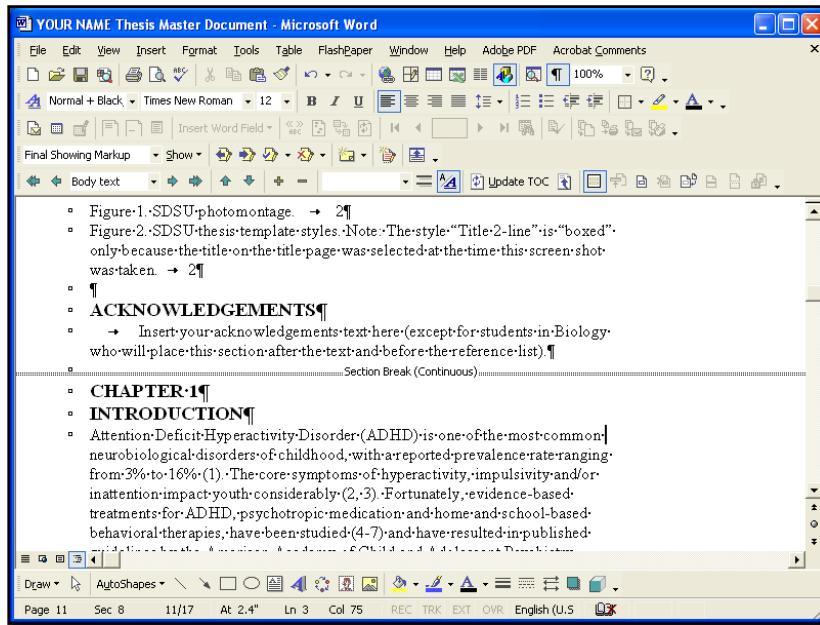 YOUR NAME Thesis Master Document - Microsoft Word
File Edit View Insert Format Tools Table FlashPaper Window Help Adobe PDF Acrobat Comments
100%
Normal + Black, Times New Roman 12 B I U
Insert Word Field
Final Showing Markup Show
Body text Update TOC
Figure 1. SDSU photomontage. → 2¶
Figure 2. SDSU thesis template styles. Note: The style “Title 2-line” is “boxed”
only because the title on the title page was selected at the time this screen shot
was taken. → 2¶
¶
ACKNOWLEDGEMENTS¶
→ Insert your acknowledgements text here (except for students in Biology
who will place this section after the text and before the reference list).¶
Section Break (Continuous)
CHAPTER 1¶
INTRODUCTION¶
Attention Deficit Hyperactivity Disorder (ADHD) is one of the most common
neurobiological disorders of childhood, with a reported prevalence rate ranging
from 3% to 16% (1). The core symptoms of hyperactivity, impulsivity and/or
inattention impact youth considerably (2, 3). Fortunately, evidence-based
treatments for ADHD, psychotropic medication and home and school-based
behavioral therapies, have been studied (4-7) and have resulted in published
Draw AutoShapes
Page 11 Sec 8 11/17 At 2.4" Ln 3 Col 75 REC TRK EXT OVR English (U.S